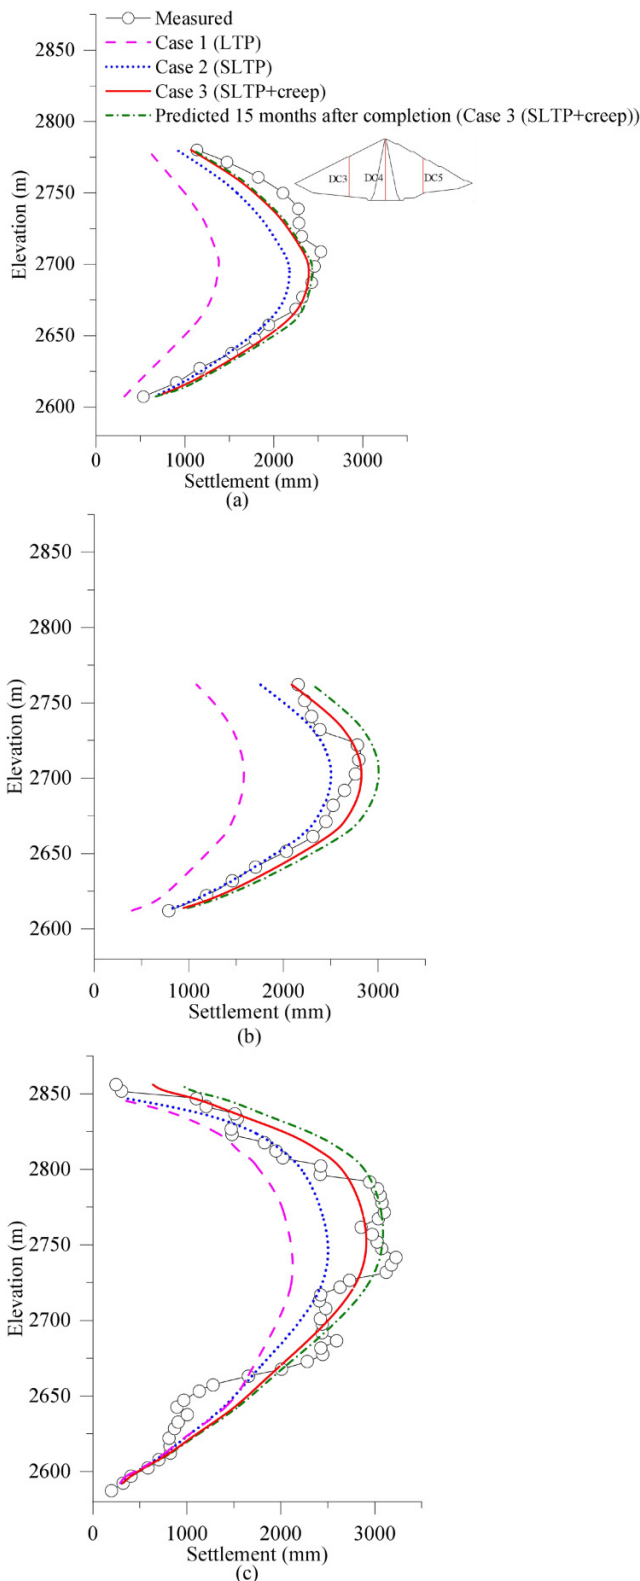 Measured
Case 1 (LTP)
Case 2 (SLTP)
Case 3 (SLTP+creep)
Predicted 15 months after completion (Case 3 (SLTP+creep))
DC3
DC4
DC5
Elevation (m)
2850
2800
2750
2700
2650
2600
0 1000 2000 3000
Settlement (mm)
(a)
Elevation (m)
2850
2800
2750
2700
2650
2600
0 1000 2000 3000
Settlement (mm)
(b)
Elevation (m)
2850
2800
2750
2700
2650
2600
0 1000 2000 3000
Settlement (mm)
(c)